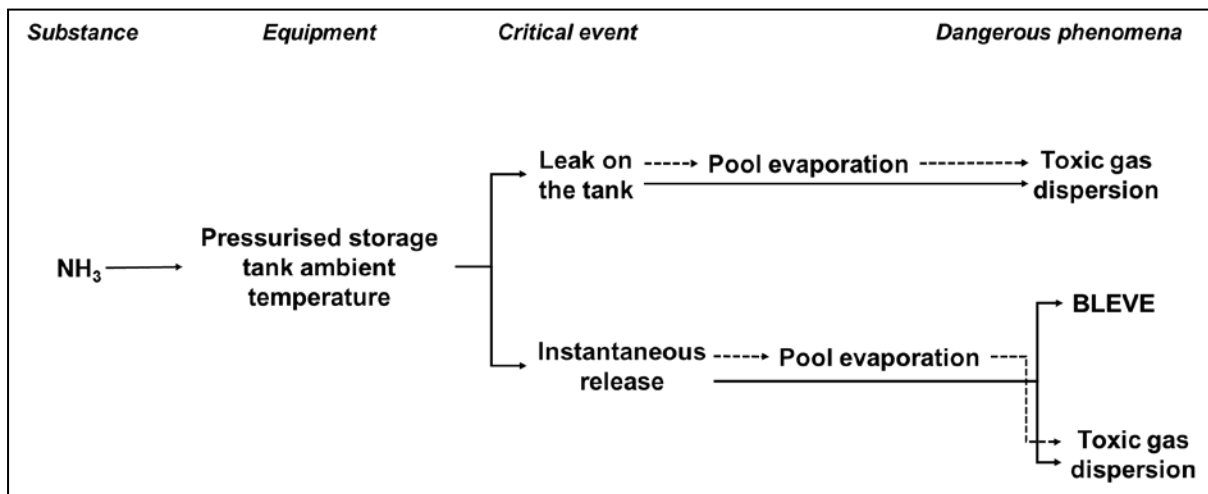 Substance Equipment Critical event Dangerous phenomena
Leak on
the tank
Pool evaporation
Toxic gas
dispersion
NH₃
Pressurised storage
tank ambient
temperature
BLEVE
Instantaneous
release
Pool evaporation
Toxic gas
dispersion